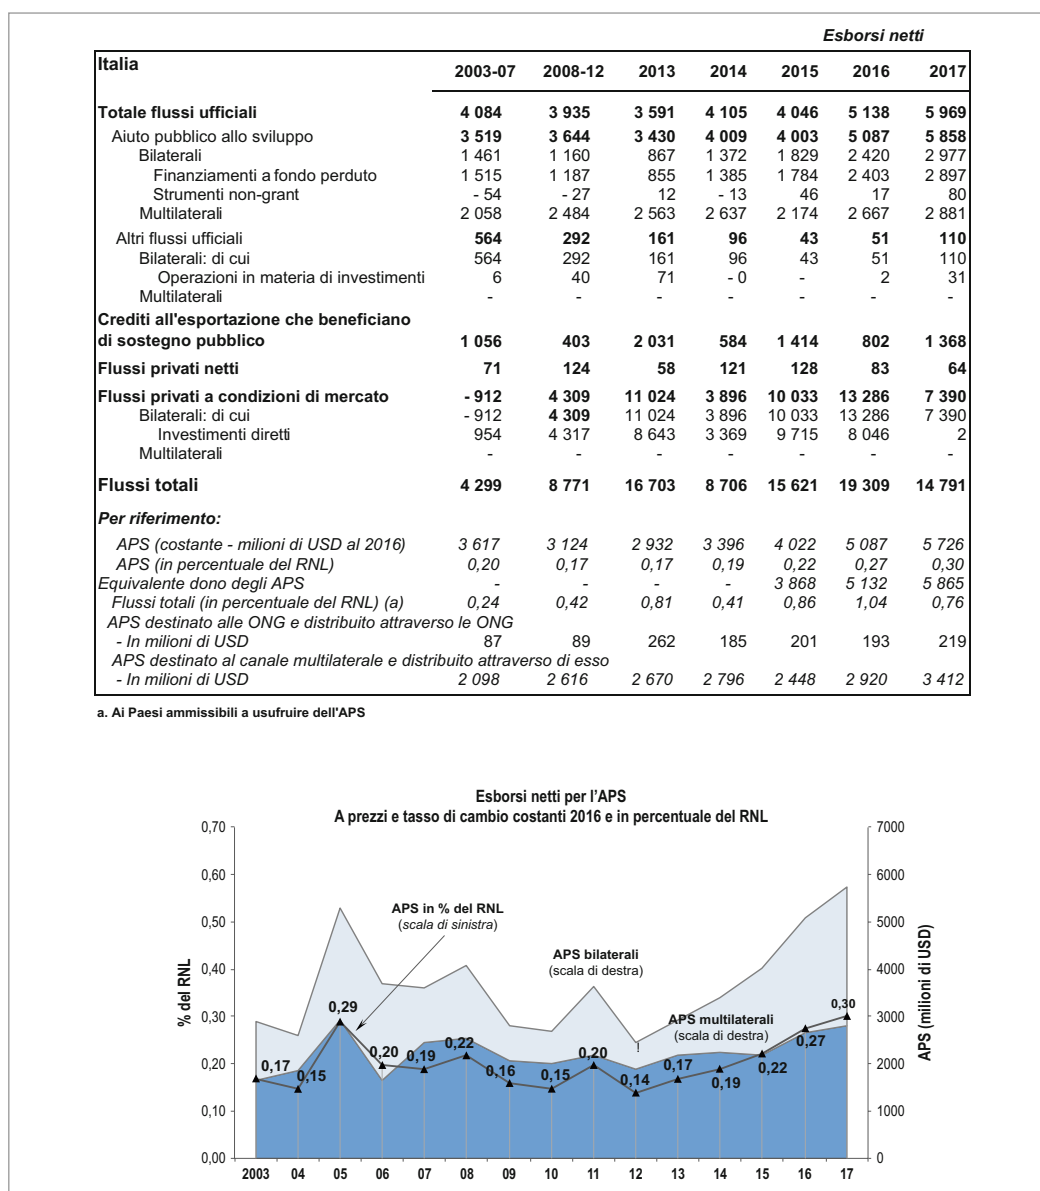 Esborsi netti
Italia 2003-07 2008-12 2013 2014 2015 2016 2017
Totale flussi ufficiali 4 084 3 935 3 591 4 105 4 046 5 138 5 969
Aiuto pubblico allo sviluppo 3 519 3 644 3 430 4 009 4 003 5 087 5 858
Bilaterali 1 461 1 160 867 1 372 1 829 2 420 2 977
Finanziamenti a fondo perduto 1 515 1 187 855 1 385 1 784 2 403 2 897
Strumenti non-grant - 54 - 27 12 - 13 46 17 80
Multilaterali 2 058 2 484 2 563 2 637 2 174 2 667 2 881
Altri flussi ufficiali 564 292 161 96 43 51 110
Bilaterali: di cui 564 292 161 96 43 51 110
Operazioni in materia di investimenti 6 40 71 - 0 - 2 31
Multilaterali - - - - - - -
Crediti all'esportazione che beneficiano
di sostegno pubblico 1 056 403 2 031 584 1 414 802 1 368
Flussi privati netti 71 124 58 121 128 83 64
Flussi privati a condizioni di mercato - 912 4 309 11 024 3 896 10 033 13 286 7 390
Bilaterali: di cui - 912 4 309 11 024 3 896 10 033 13 286 7 390
Investimenti diretti 954 4 317 8 643 3 369 9 715 8 046 2
Multilaterali - - - - - - -
Flussi totali 4 299 8 771 16 703 8 706 15 621 19 309 14 791
Per riferimento:
APS (costante - milioni di USD al 2016) 3 617 3 124 2 932 3 396 4 022 5 087 5 726
APS (in percentuale del RNL) 0,20 0,17 0,17 0,19 0,22 0,27 0,30
Equivalente dono degli APS - - - - 3 868 5 132 5 865
Flussi totali (in percentuale del RNL) (a) 0,24 0,42 0,81 0,41 0,86 1,04 0,76
APS destinato alle ONG e distribuito attraverso le ONG
- In milioni di USD 87 89 262 185 201 193 219
APS destinato al canale multilaterale e distribuito attraverso di esso
- In milioni di USD 2 098 2 616 2 670 2 796 2 448 2 920 3 412
a. Ai Paesi ammissibili a usufruire dell'APS
Esborsi netti per l'APS
A prezzi e tasso di cambio costanti 2016 e in percentuale del RNL
0,70 7000
0,60 6000
0,50 5000
0,40 4000
0,30 3000
0,20 2000
0,10 1000
0,00 0
% del RNL
APS (milioni di USD)
APS in % del RNL
(scala di sinistra)
APS bilaterali
(scala di destra)
APS multilaterali
(scala di destra)
0,17 0,15 0,29 0,20 0,19 0,22 0,16 0,15 0,20 0,14 0,17 0,19 0,22 0,27 0,30
2003 04 05 06 07 08 09 10 11 12 13 14 15 16 17